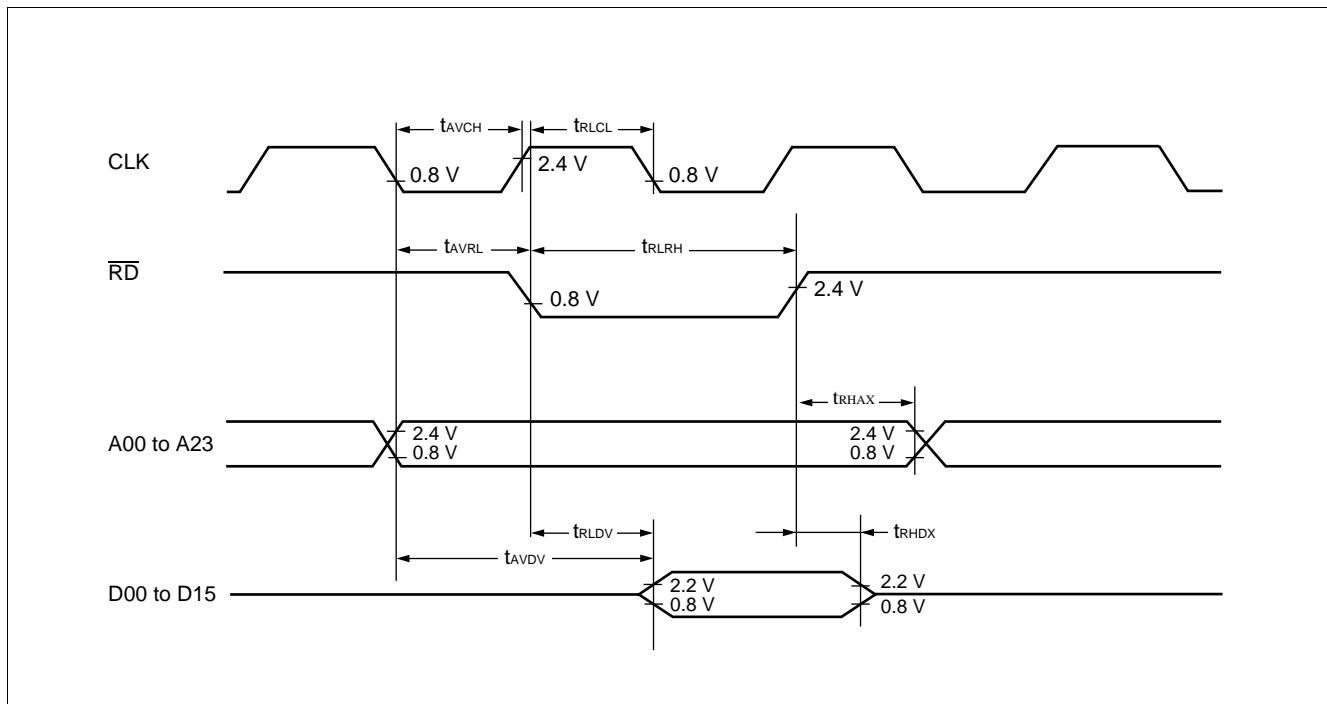 tAVCH tRLCL
CLK 0.8 V 2.4 V 0.8 V
tAVRL tRLRH
RD 0.8 V 2.4 V
tRHAX
A00 to A23 2.4 V 2.4 V
0.8 V 0.8 V
tRLDV tRHDX
tAVDV
D00 to D15 2.2 V 2.2 V
0.8 V 0.8 V